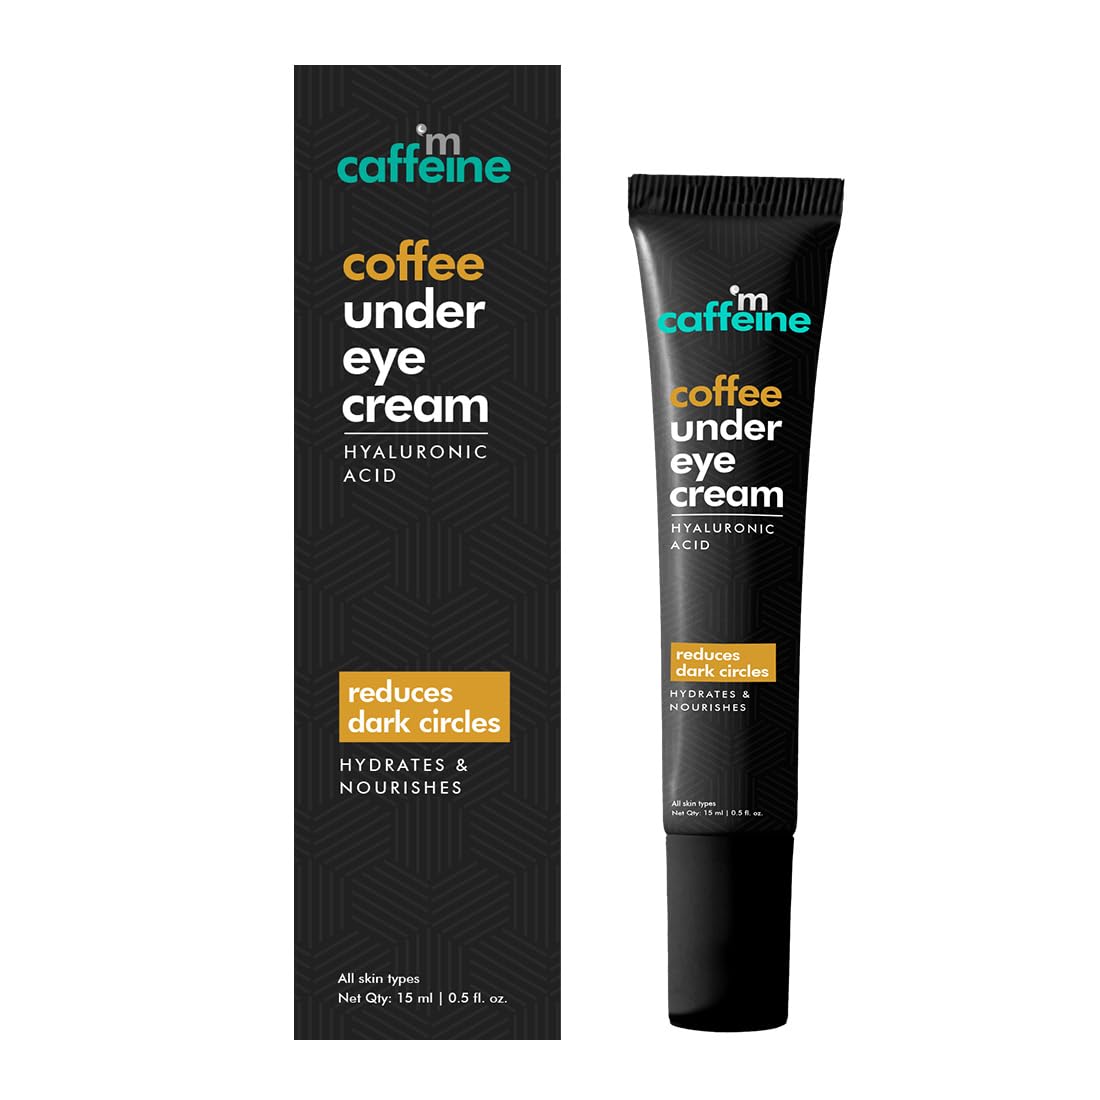 'm
caffeine
coffee
under
eye
cream
HYALURONIC
ACID
reduces
dark circles
HYDRATES &
NOURISHES
All skin types
Net Qty: 15 ml | 0.5 fl. oz.
'm
caffeine
coffee
under
eye
cream
HYALURONIC
ACID
reduces
dark circles
HYDRATES &
NOURISHES
All skin types
Net Qty: 15 ml | 0.5 fl. oz.